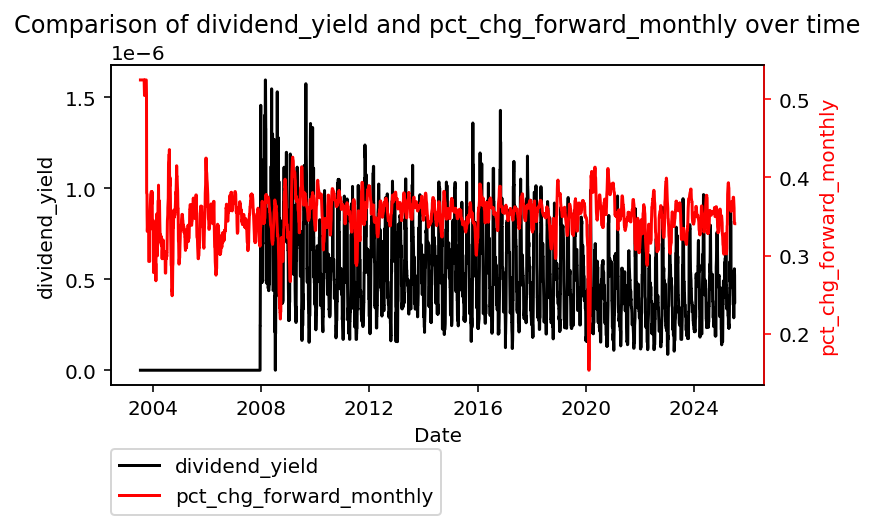 Comparison of dividend_yield and pct_chg_forward_monthly over time
1e−6
1.5
1.0
0.5
0.0
dividend_yield
0.5
0.4
0.3
0.2
pct_chg_forward_monthly
2004 2008 2012 2016 2020 2024
Date
dividend_yield
pct_chg_forward_monthly